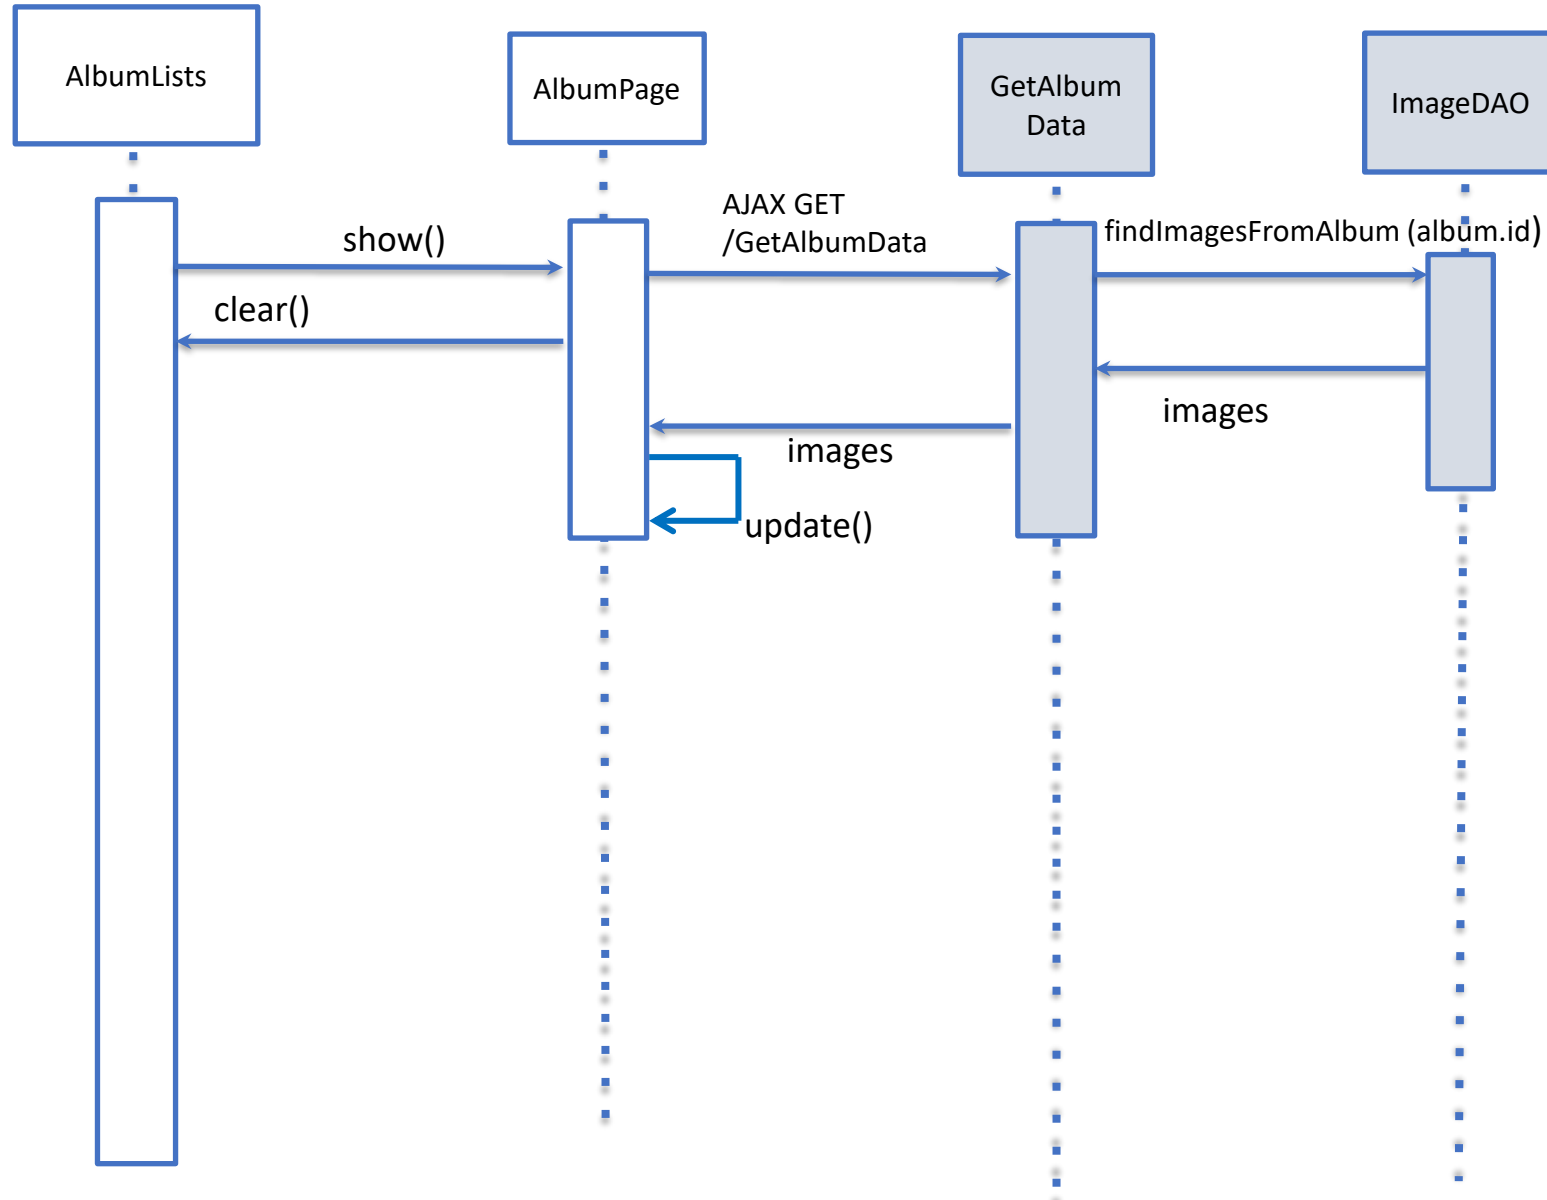 AlbumLists
AlbumPage
GetAlbum
Data
ImageDAO
show()
AJAX GET
/GetAlbumData
findImagesFromAlbum (album.id)
clear()
images
images
update()